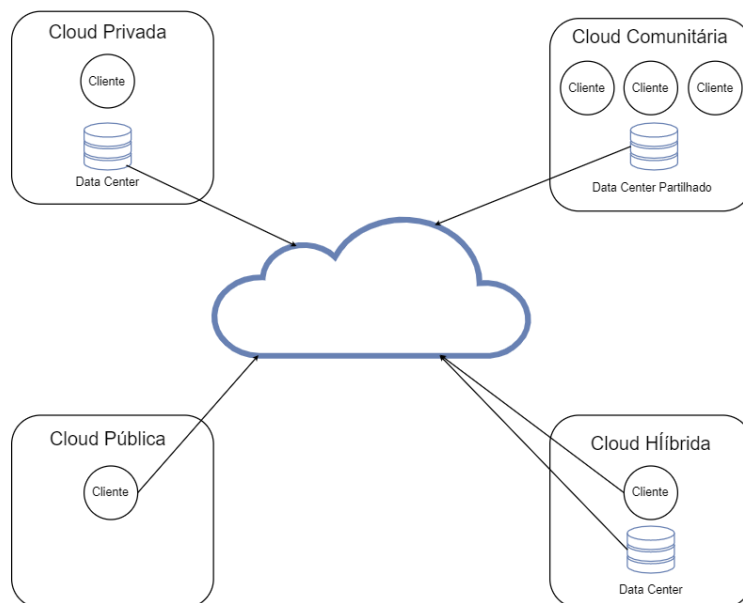 Cloud Privada
Cliente
Data Center
Cloud Comunitária
Cliente
Cliente
Cliente
Data Center Partilhado
Cloud Pública
Cliente
Cloud HÍíbrida
Cliente
Data Center